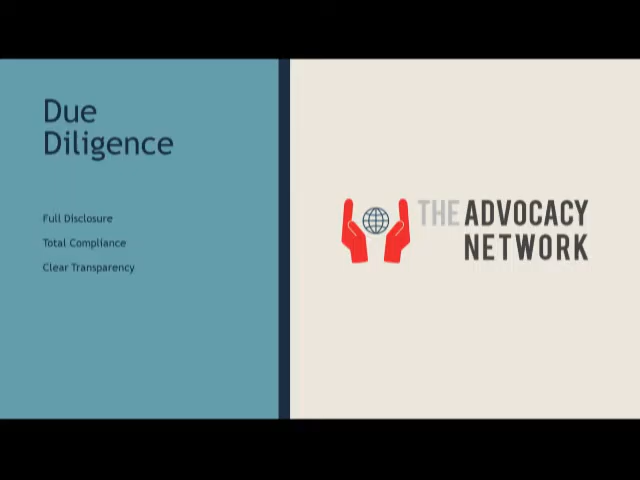 Due
Diligence
Full Disclosure
Total Compliance
Clear Transparency
THE ADVOCACY
NETWORK